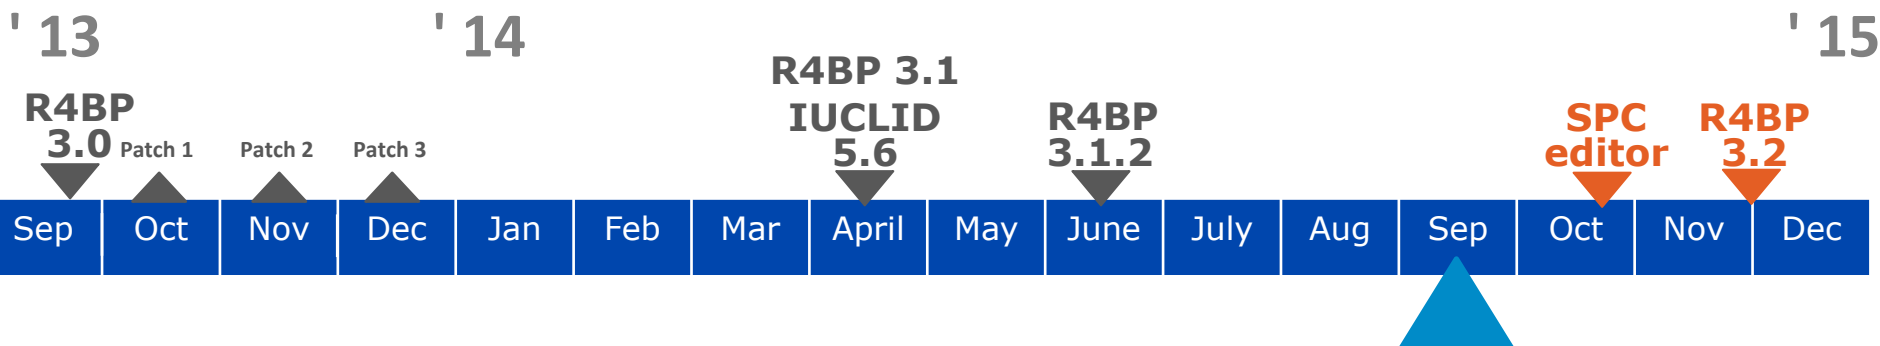 ' 13
' 14
' 15
R4BP 3.1
IUCLID
5.6
R4BP
3.0
Patch 1
Patch 2
Patch 3
R4BP
3.1.2
SPC
editor
R4BP
3.2
Sep Oct Nov Dec Jan Feb Mar April May June July Aug Sep Oct Nov Dec